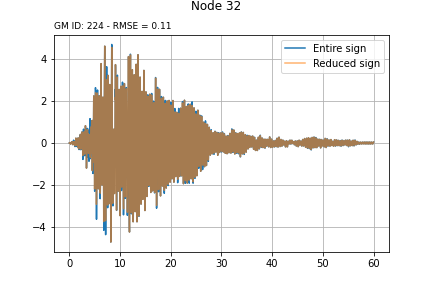 Node 32
GM ID: 224 - RMSE = 0.11
Entire sign
Reduced sign
4
2
0
−2
−4
0 10 20 30 40 50 60